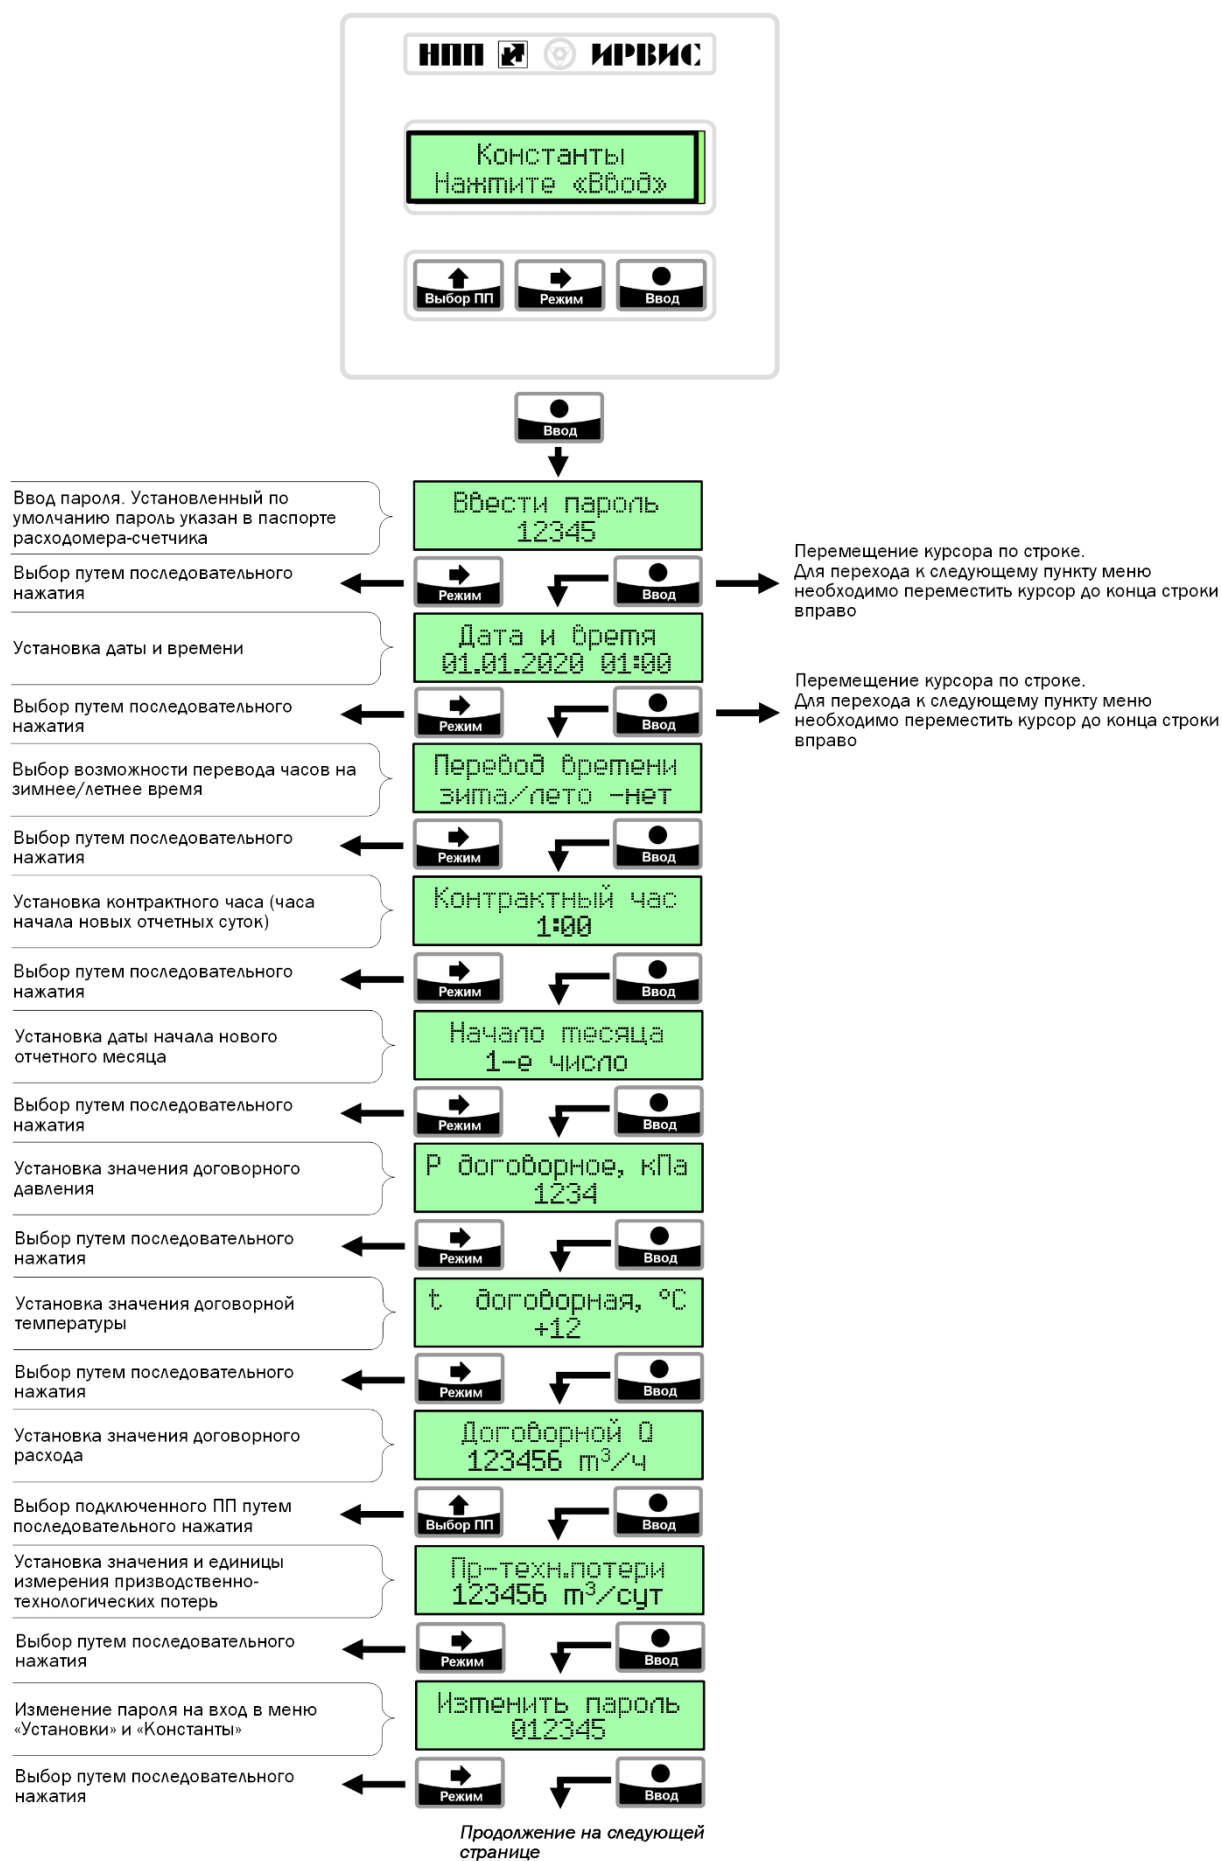 НПП ИРВИС
Константы
Нажмите «Ввод»
Выбор ПП
Режим
Ввод
Ввод
Ввод пароля. Установленный по
умолчанию пароль указан в паспорте
расходомера-счетчика
Ввести пароль
12345
Выбор путем последовательного
нажатия
Режим
Ввод
Перемещение курсора по строке.
Для перехода к следующему пункту меню
необходимо переместить курсор до конца строки
вправо
Установка даты и времени
Дата и время
01.01.2020 01:00
Выбор путем последовательного
нажатия
Режим
Ввод
Перемещение курсора по строке.
Для перехода к следующему пункту меню
необходимо переместить курсор до конца строки
вправо
Выбор возможности перевода часов на
зимнее/летнее время
Перевод времени
зима/лето -нет
Выбор путем последовательного
нажатия
Режим
Ввод
Установка контрактного часа (часа
начала новых отчетных суток)
Контрактный час
1:00
Выбор путем последовательного
нажатия
Режим
Ввод
Установка даты начала нового
отчетного месяца
Начало месяца
1-е число
Выбор путем последовательного
нажатия
Режим
Ввод
Установка значения договорного
давления
P договорное, кПа
1234
Выбор путем последовательного
нажатия
Режим
Ввод
Установка значения договорной
температуры
t договорная, °C
+12
Выбор путем последовательного
нажатия
Режим
Ввод
Установка значения договорного
расхода
Договорной Q
123456 m³/ч
Выбор подключенного ПП путем
последовательного нажатия
Выбор ПП
Ввод
Установка значения и единицы
измерения призводственно-
технологических потерь
Пр-техн.потери
123456 m³/сут
Выбор путем последовательного
нажатия
Режим
Ввод
Изменение пароля на вход в меню
«Установки» и «Константы»
Изменить пароль
012345
Выбор путем последовательного
нажатия
Режим
Ввод
Продолжение на следующей
странице